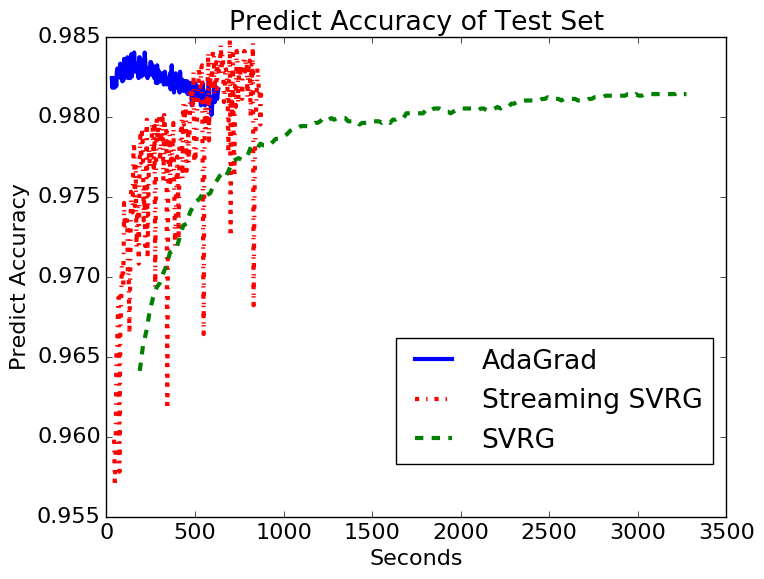 Predict Accuracy of Test Set
0.985
0.980
0.975
0.970
0.965
0.960
0.955
Predict Accuracy
AdaGrad
Streaming SVRG
SVRG
0 500 1000 1500 2000 2500 3000 3500
Seconds